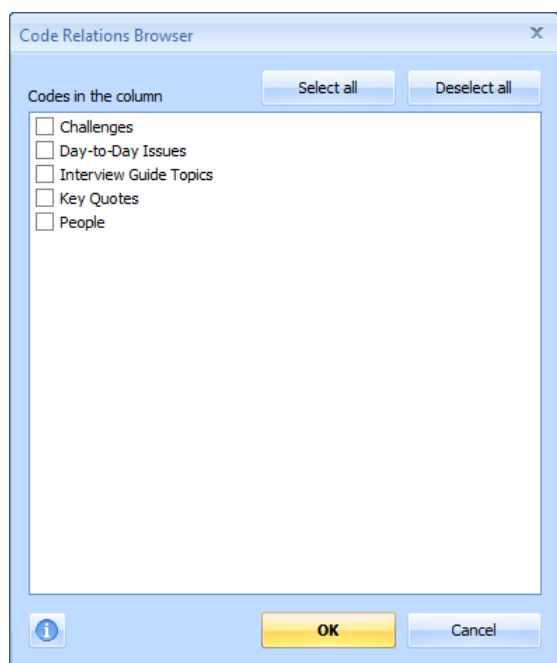 Code Relations Browser
Codes in the column
Select all
Deselect all
Challenges
Day-to-Day Issues
Interview Guide Topics
Key Quotes
People
OK
Cancel